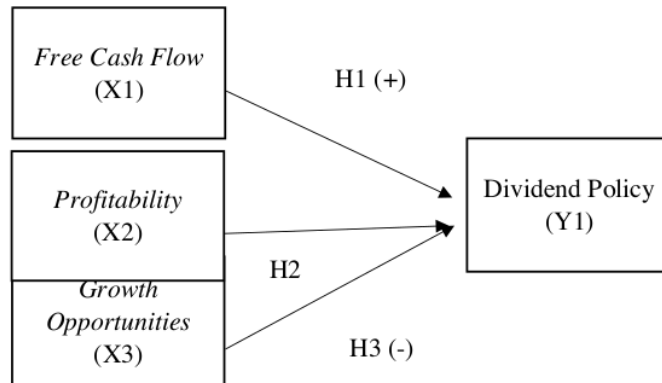 Free Cash Flow
(X1)
H1 (+)
Profitability
(X2)
Dividend Policy
(Y1)
H2
Growth
Opportunities
(X3)
H3 (-)